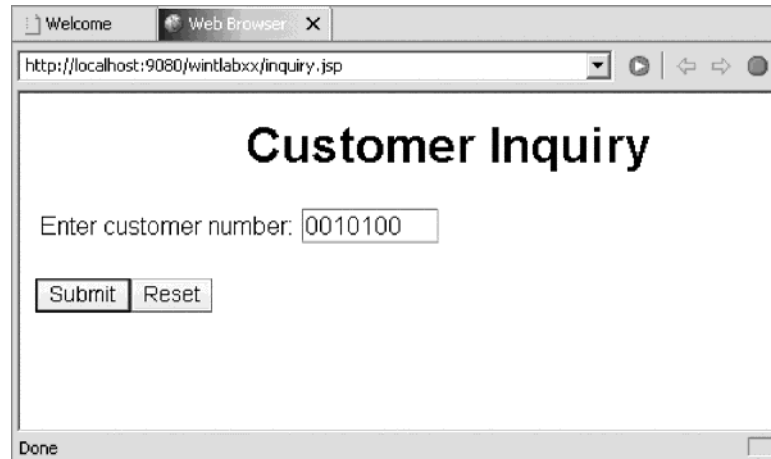 Welcome Web Browser
http://localhost:9080/wintlabxx/inquiry.jsp
Customer Inquiry
Enter customer number: 0010100
Submit Reset
Done